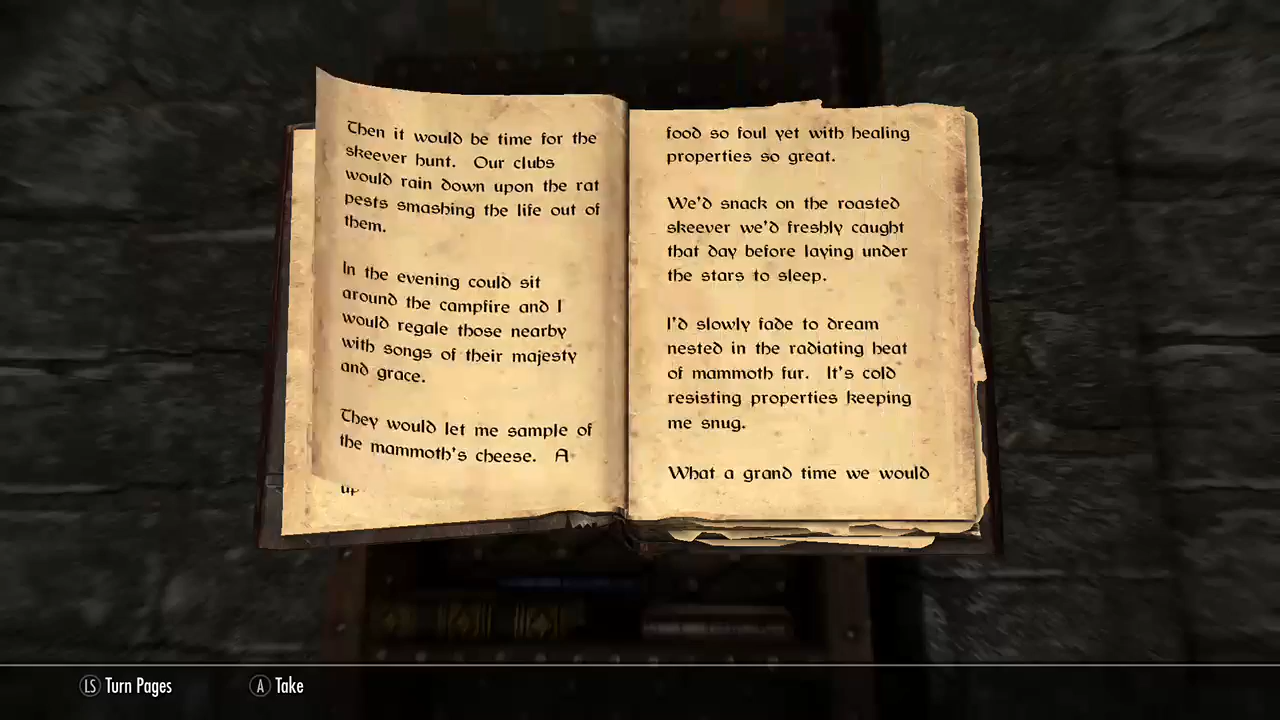 Then it would be time for the
skeever hunt. Our clubs
would rain down upon the rat
pests smashing the life out of
them.
In the evening could sit
around the campfire and I
would regale those nearby
with songs of their majesty
and grace.
They would let me sample of
the mammoth's cheese. A
up
food so foul yet with healing
properties so great.
We'd snack on the roasted
skeever we'd freshly caught
that day before laying under
the stars to sleep.
I'd slowly fade to dream
nested in the radiating heat
of mammoth fur. It's cold
resisting properties keeping
me snug.
What a grand time we would
LS Turn Pages
A Take